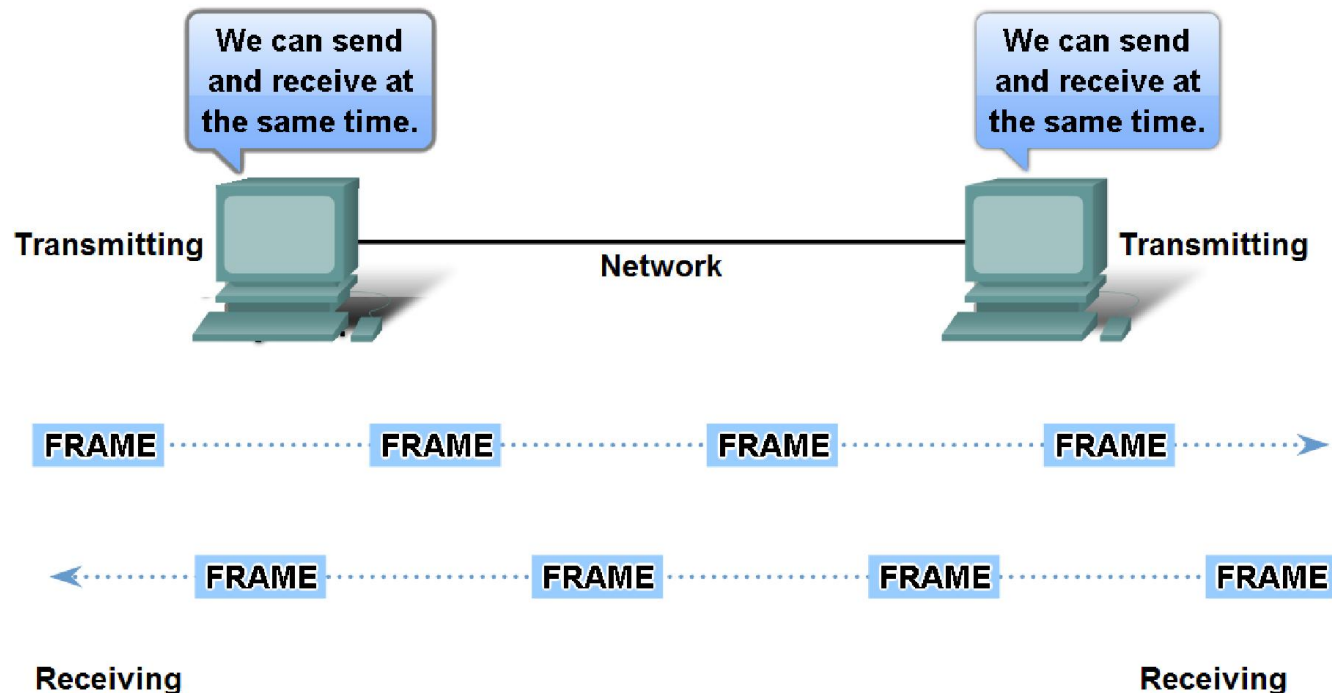 We can send
and receive at
the same time.
We can send
and receive at
the same time.
Transmitting
Network
Transmitting
FRAME FRAME FRAME FRAME
FRAME FRAME FRAME FRAME
Receiving Receiving